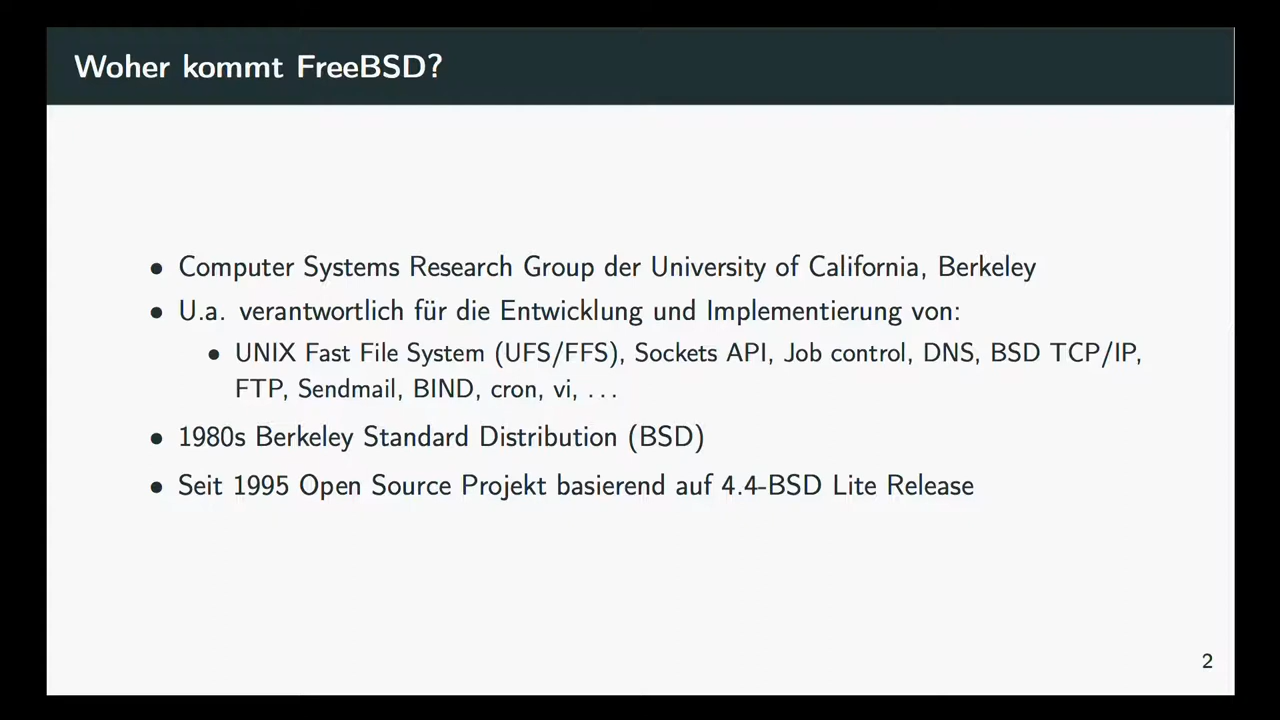 Woher kommt FreeBSD?
• Computer Systems Research Group der University of California, Berkeley
• U.a. verantwortlich für die Entwicklung und Implementierung von:
• UNIX Fast File System (UFS/FFS), Sockets API, Job control, DNS, BSD TCP/IP,
FTP, Sendmail, BIND, cron, vi, ...
• 1980s Berkeley Standard Distribution (BSD)
• Seit 1995 Open Source Projekt basierend auf 4.4-BSD Lite Release
2